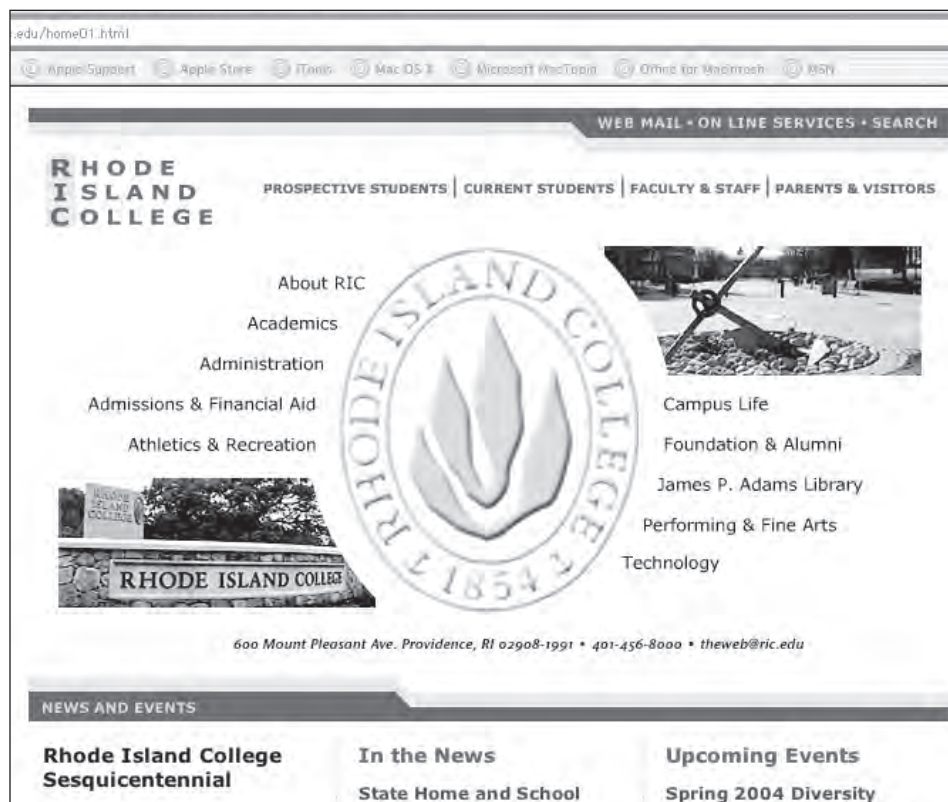 .edu/home01.html
Apple Support Apple Store iTools Mac OS X Microsoft MacTopia Office for Macintosh MSN
WEB MAIL • ON LINE SERVICES • SEARCH
RHODE
ISLAND
COLLEGE
PROSPECTIVE STUDENTS | CURRENT STUDENTS | FACULTY & STAFF | PARENTS & VISITORS
About RIC
Academics
Administration
Admissions & Financial Aid
Athletics & Recreation
RHODE ISLAND COLLEGE
1854
Campus Life
Foundation & Alumni
James P. Adams Library
Performing & Fine Arts
Technology
RHODE
ISLAND
COLLEGE
RHODE ISLAND COLLEGE
600 Mount Pleasant Ave. Providence, RI 02908-1991 • 401-456-8000 • theweb@ric.edu
NEWS AND EVENTS
Rhode Island College
Sesquicentennial
In the News
State Home and School
Upcoming Events
Spring 2004 Diversity